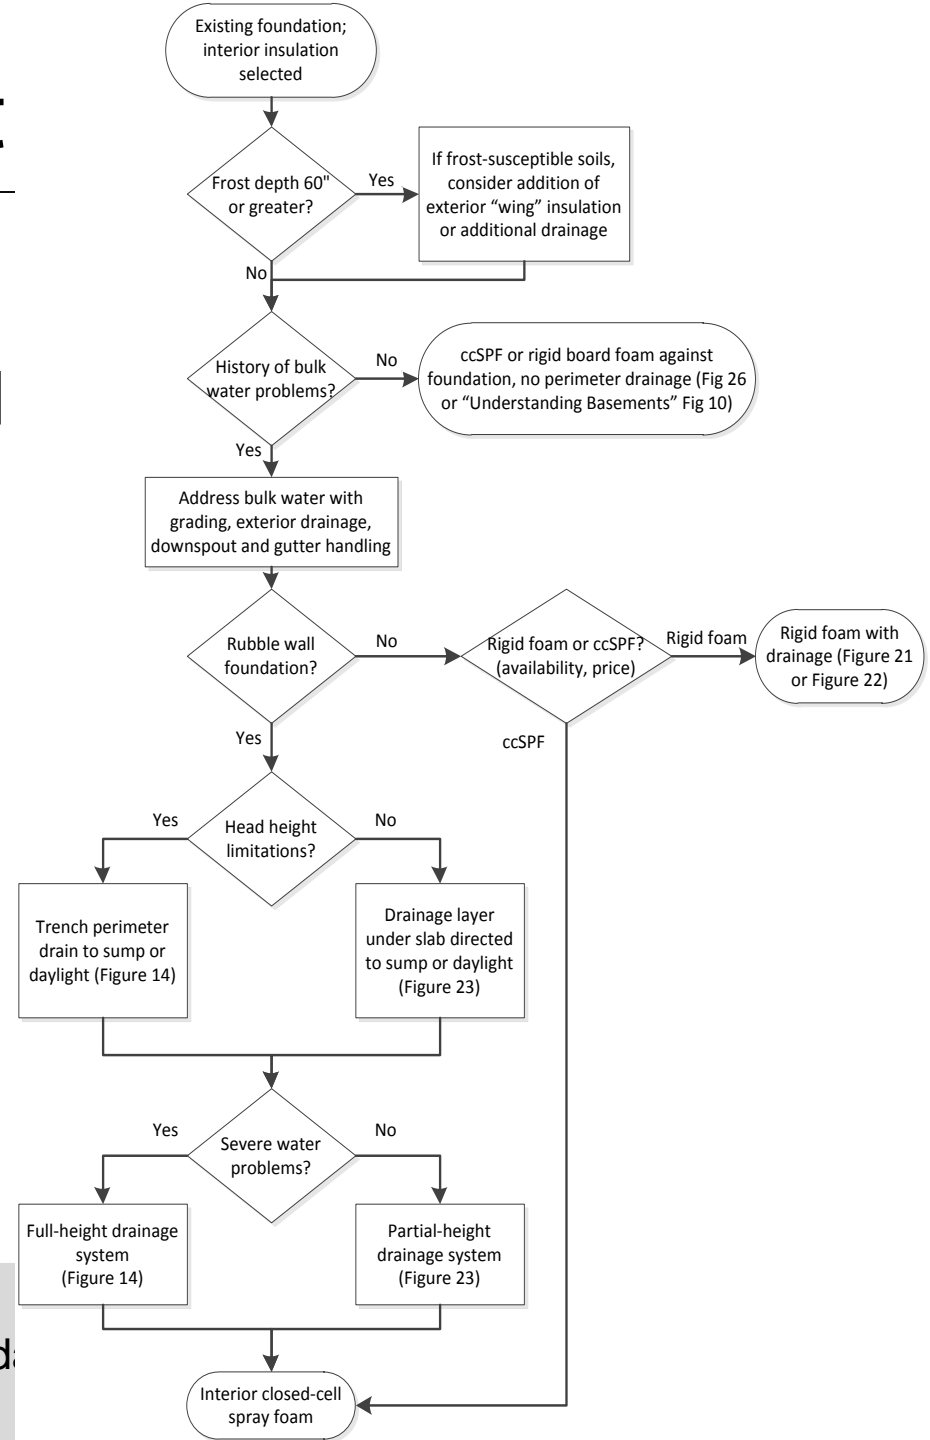 Existing foundation;
interior insulation
selected
Frost depth 60"
or greater?
Yes
If frost-susceptible soils,
consider addition of
exterior “wing” insulation
or additional drainage
No
History of bulk
water problems?
No
ccSPF or rigid board foam against
foundation, no perimeter drainage (Fig 26
or “Understanding Basements” Fig 10)
Yes
Address bulk water with
grading, exterior drainage,
downspout and gutter handling
Rubble wall
foundation?
No
Rigid foam or ccSPF?
(availability, price)
Rigid foam
Rigid foam with
drainage (Figure 21
or Figure 22)
Yes
ccSPF
Head height
limitations?
Yes
No
Trench perimeter
drain to sump or
daylight (Figure 14)
Drainage layer
under slab directed
to sump or daylight
(Figure 23)
Severe water
problems?
Yes
No
Full-height drainage
system
(Figure 14)
Partial-height
drainage system
(Figure 23)
Interior closed-cell
spray foam